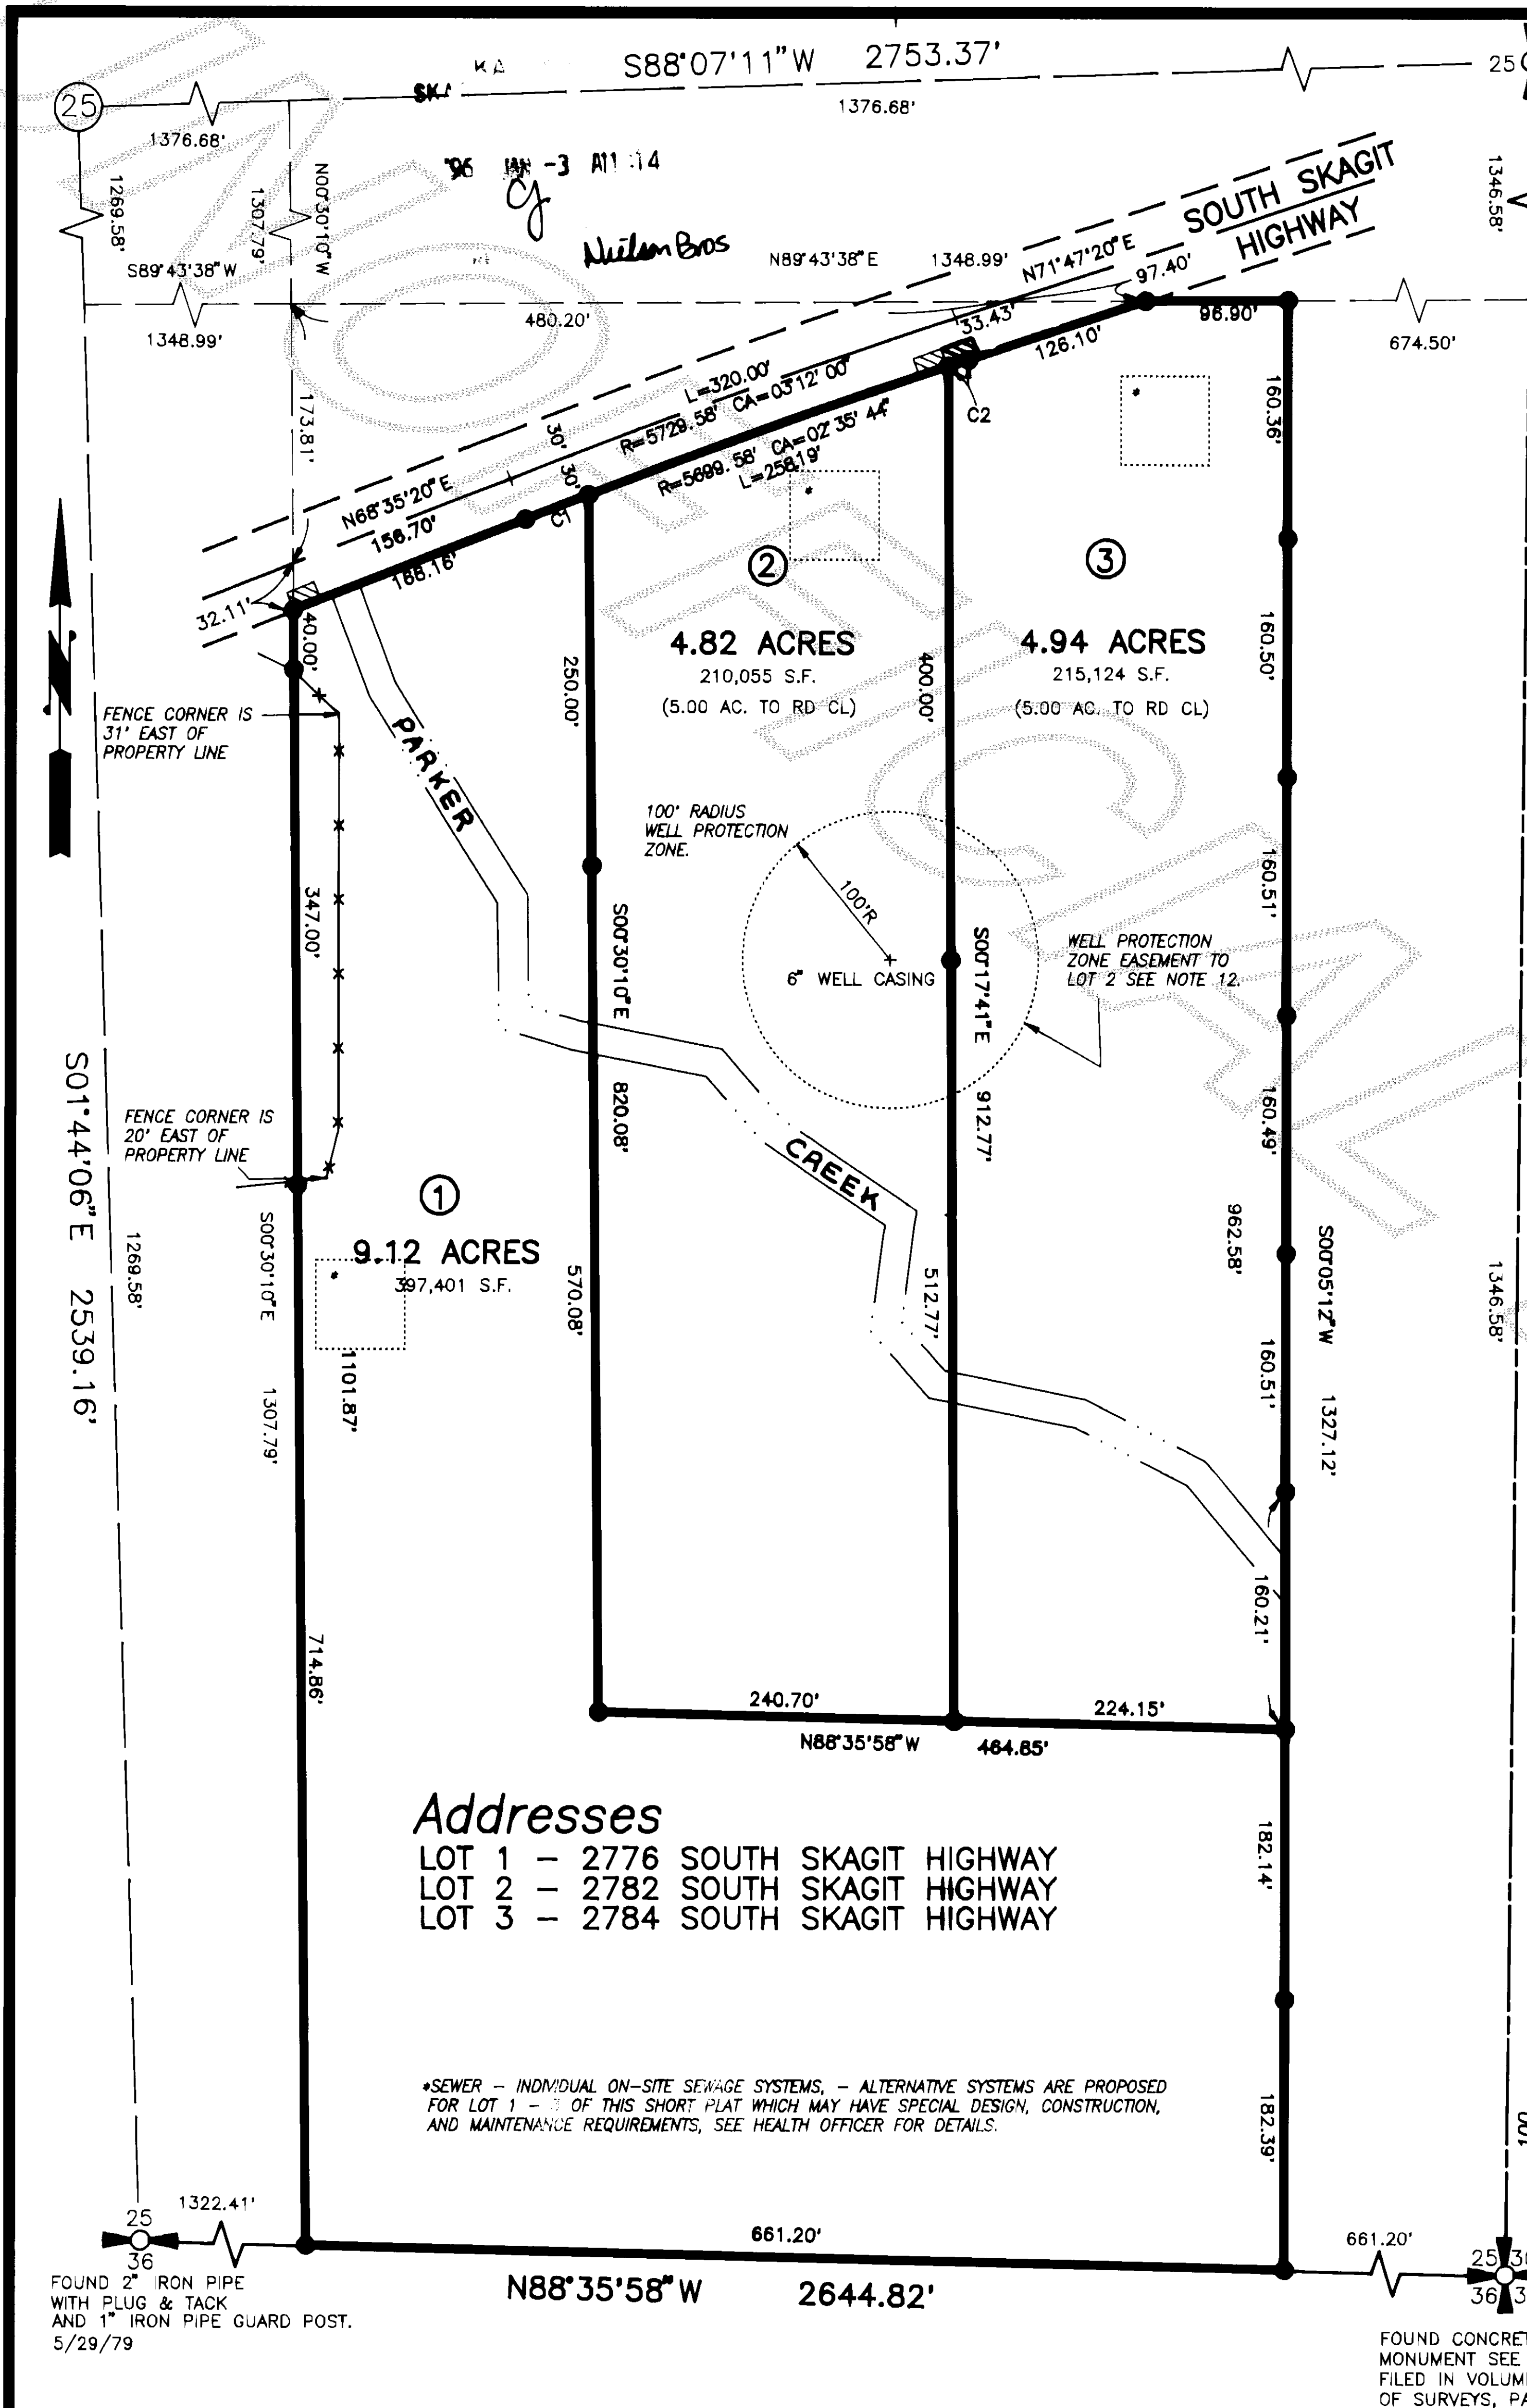 S88°07'11"W 2753.37'
KA
SKA
25
25
1376.68'
1376.68'
'96 JAN -3 A11 :14
Nielson Bros
SOUTH SKAGIT
HIGHWAY
1269.58'
1307.79'
N00°30'10"W
1346.58'
S89°43'38"W
1348.99'
N89°43'38"E 1348.99'
N71°47'20"E
97.40'
480.20'
33.43'
96.90'
674.50'
126.10'
173.81'
L=320.00'
R=5729.58' CA=03°12'00"
R=5699.58' CA=02°35'44"
L=258.19'
C2
160.36'
30'
30'
N68°35'20"E
156.70'
C1
168.16'
32.11'
40.00'
2
3
4.82 ACRES
210,055 S.F.
(5.00 AC. TO RD CL)
4.94 ACRES
215,124 S.F.
(5.00 AC. TO RD CL)
250.00'
400.00'
160.50'
FENCE CORNER IS
31' EAST OF
PROPERTY LINE
PARKER
100' RADIUS
WELL PROTECTION
ZONE.
100'R
6" WELL CASING
347.00'
S00°30'10"E 820.08'
S00°17'41"E 912.77'
160.51'
WELL PROTECTION
ZONE EASEMENT TO
LOT 2 SEE NOTE 12.
160.49'
S01°44'06"E 2539.16'
FENCE CORNER IS
20' EAST OF
PROPERTY LINE
CREEK
1
9.12 ACRES
397,401 S.F.
1269.58'
S00°30'10"E 1307.79'
1101.87'
570.08'
512.77'
962.58'
S00°05'12"W 1327.12'
160.51'
1346.58'
160.21'
714.86'
240.70'
224.15'
N88°35'58"W 464.85'
Addresses
LOT 1 - 2776 SOUTH SKAGIT HIGHWAY
LOT 2 - 2782 SOUTH SKAGIT HIGHWAY
LOT 3 - 2784 SOUTH SKAGIT HIGHWAY
182.14'
*SEWER - INDIVIDUAL ON-SITE SEWAGE SYSTEMS, - ALTERNATIVE SYSTEMS ARE PROPOSED
FOR LOT 1 - OF THIS SHORT PLAT WHICH MAY HAVE SPECIAL DESIGN, CONSTRUCTION,
AND MAINTENANCE REQUIREMENTS, SEE HEALTH OFFICER FOR DETAILS.
182.39'
100
1322.41'
25
36
661.20'
661.20'
25
36
N88°35'58"W 2644.82'
FOUND 2" IRON PIPE
WITH PLUG & TACK
AND 1" IRON PIPE GUARD POST.
5/29/79
FOUND CONCRET
MONUMENT SEE
FILED IN VOLUM
OF SURVEYS, PA
UNOFFICIAL